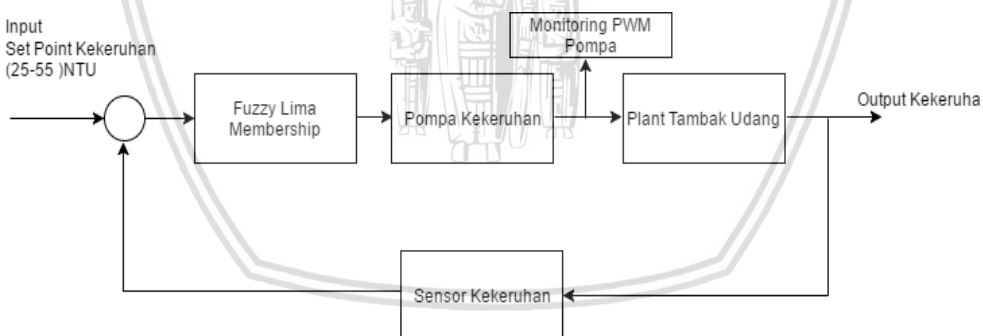 Input
Set Point Kekeruhan
(25-55 )NTU
Monitoring PWM
Pompa
Fuzzy Lima
Membership
Pompa Kekeruhan
Plant Tambak Udang
Output Kekeruha
Sensor Kekeruhan